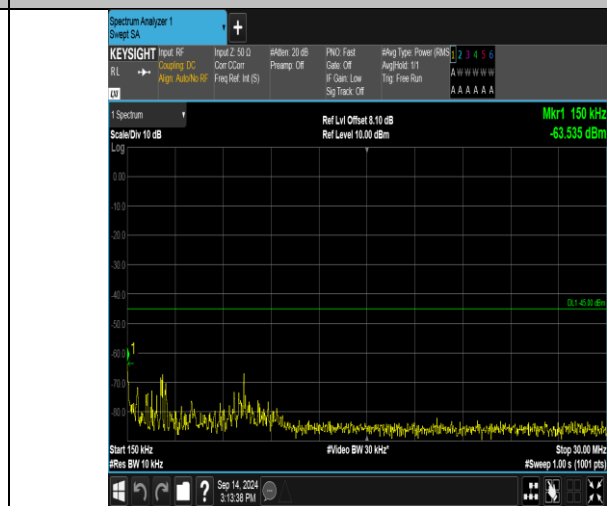 Spectrum Analyzer 1
Swept SA
+
KEYSIGHT Input: RF Input Z: 50 Ω #Atten: 20 dB PNO: Fast #Avg Type: Power (RMS 1 2 3 4 5 6
RL Coupling: DC Corr CCorr Preamp: Off Gate: Off Avg|Hold: 1/1 A W W W W W
Align: Auto/No RF Freq Ref: Int (S) IF Gain: Low Trig: Free Run
Sig Track: Off A A A A A A
LXI
1 Spectrum
Ref Lvl Offset 8.10 dB Mkr1 150 kHz
Scale/Div 10 dB Ref Level 10.00 dBm -63.535 dBm
Log
0.00
-10.0
-20.0
-30.0
-40.0
DL1 -45.00 dBm
-50.0
-60.0
1
-70.0
-80.0
Start 150 kHz #Video BW 30 kHz* Stop 30.00 MHz
#Res BW 10 kHz #Sweep 1.00 s (1001 pts)
? Sep 14, 2024
3:13:38 PM